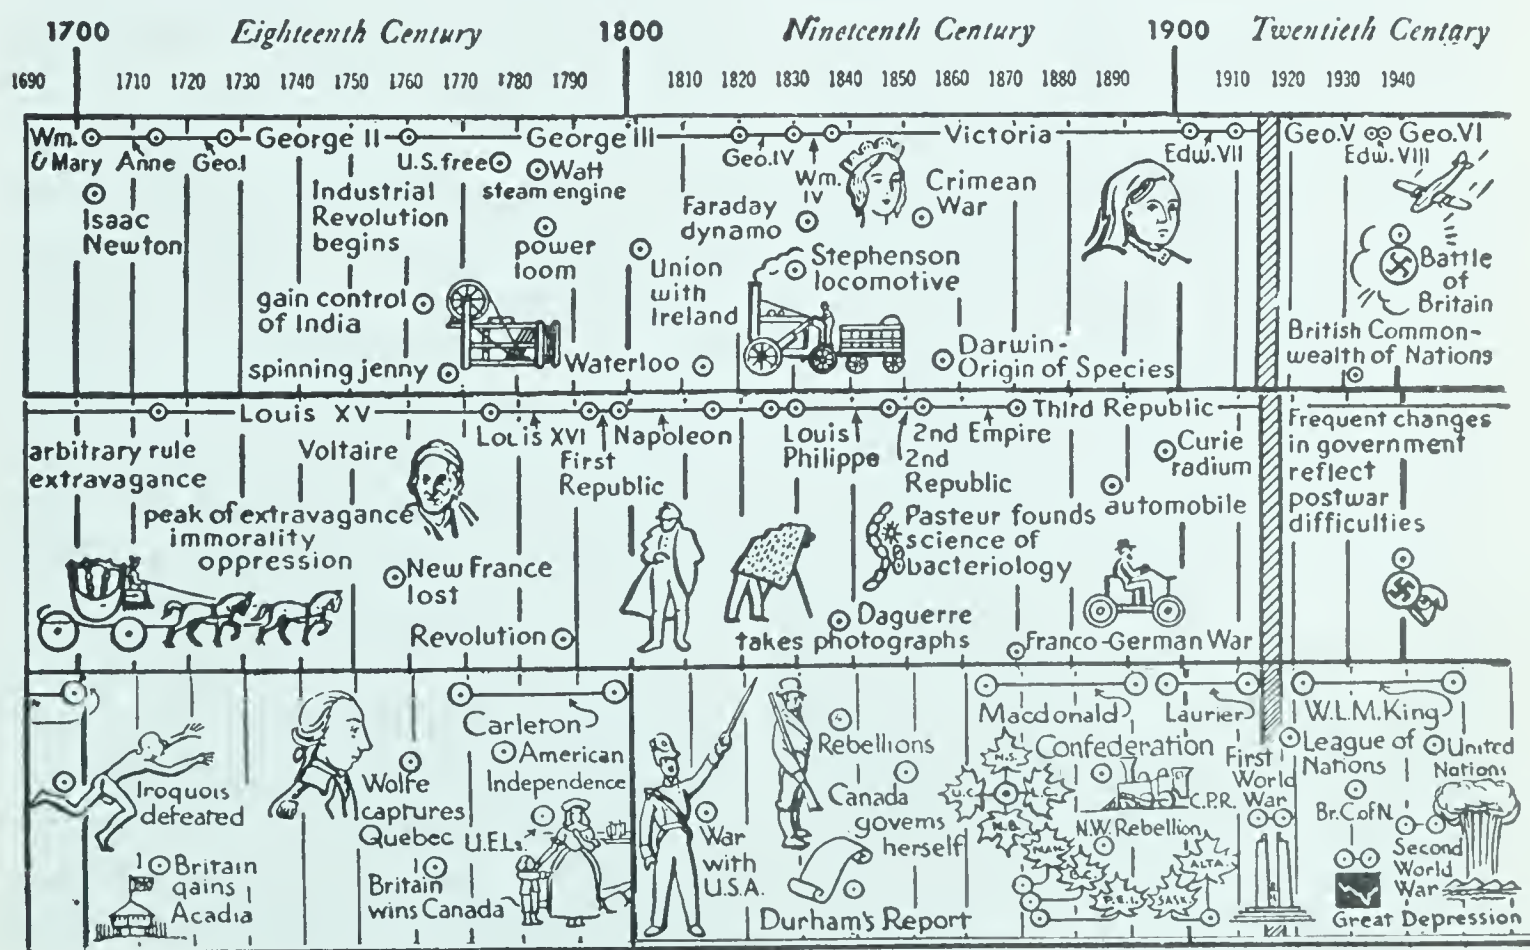 1700 Eighteenth Century 1800 Nineteenth Century 1900 Twentieth Century
1690 1710 1720 1730 1740 1750 1760 1770 1780 1790 1810 1820 1830 1840 1850 1860 1870 1880 1890 1910 1920 1930 1940
Wm.
& Mary
Anne
Geo.I
George II
George III
Geo.IV
Wm.
IV
Victoria
Edw.VII
Geo.V
Geo.VI
Edw.VIII
U.S. free
Watt
steam engine
Isaac
Newton
Industrial
Revolution
begins
power
loom
gain control
of India
spinning jenny
Union
with
Ireland
Waterloo
Faraday
dynamo
Stephenson
locomotive
Crimean
War
Darwin-
Origin of Species
Battle
of
Britain
British Common-
wealth of Nations
Louis XV
Louis XVI
First
Republic
Napoleon
Louis
Philippe
2nd Empire
2nd
Republic
Third Republic
arbitrary rule
extravagance
Voltaire
peak of extravagance
immorality
oppression
New France
lost
Revolution
Daguerre
takes photographs
Pasteur founds
science of
bacteriology
Curie
radium
automobile
Franco-German War
Frequent changes
in government
reflect
postwar
difficulties
Carleton
Macdonald
Laurier
W.L.M. King
Iroquois
defeated
Britain
gains
Acadia
Wolfe
captures
Quebec
Britain
wins Canada
American
Independence
U.E.Ls.
War
with
U.S.A.
Rebellions
Canada
governs
herself
Durham's Report
Confederation
N.S.
U.C.
L.C.
N.B.
MAN.
B.C.
P.E.I.
SASK.
ALTA.
C.P.R.
N.W. Rebellion
First
World
War
League of
Nations
United
Nations
Br.C.of N.
Second
World
War
Great Depression